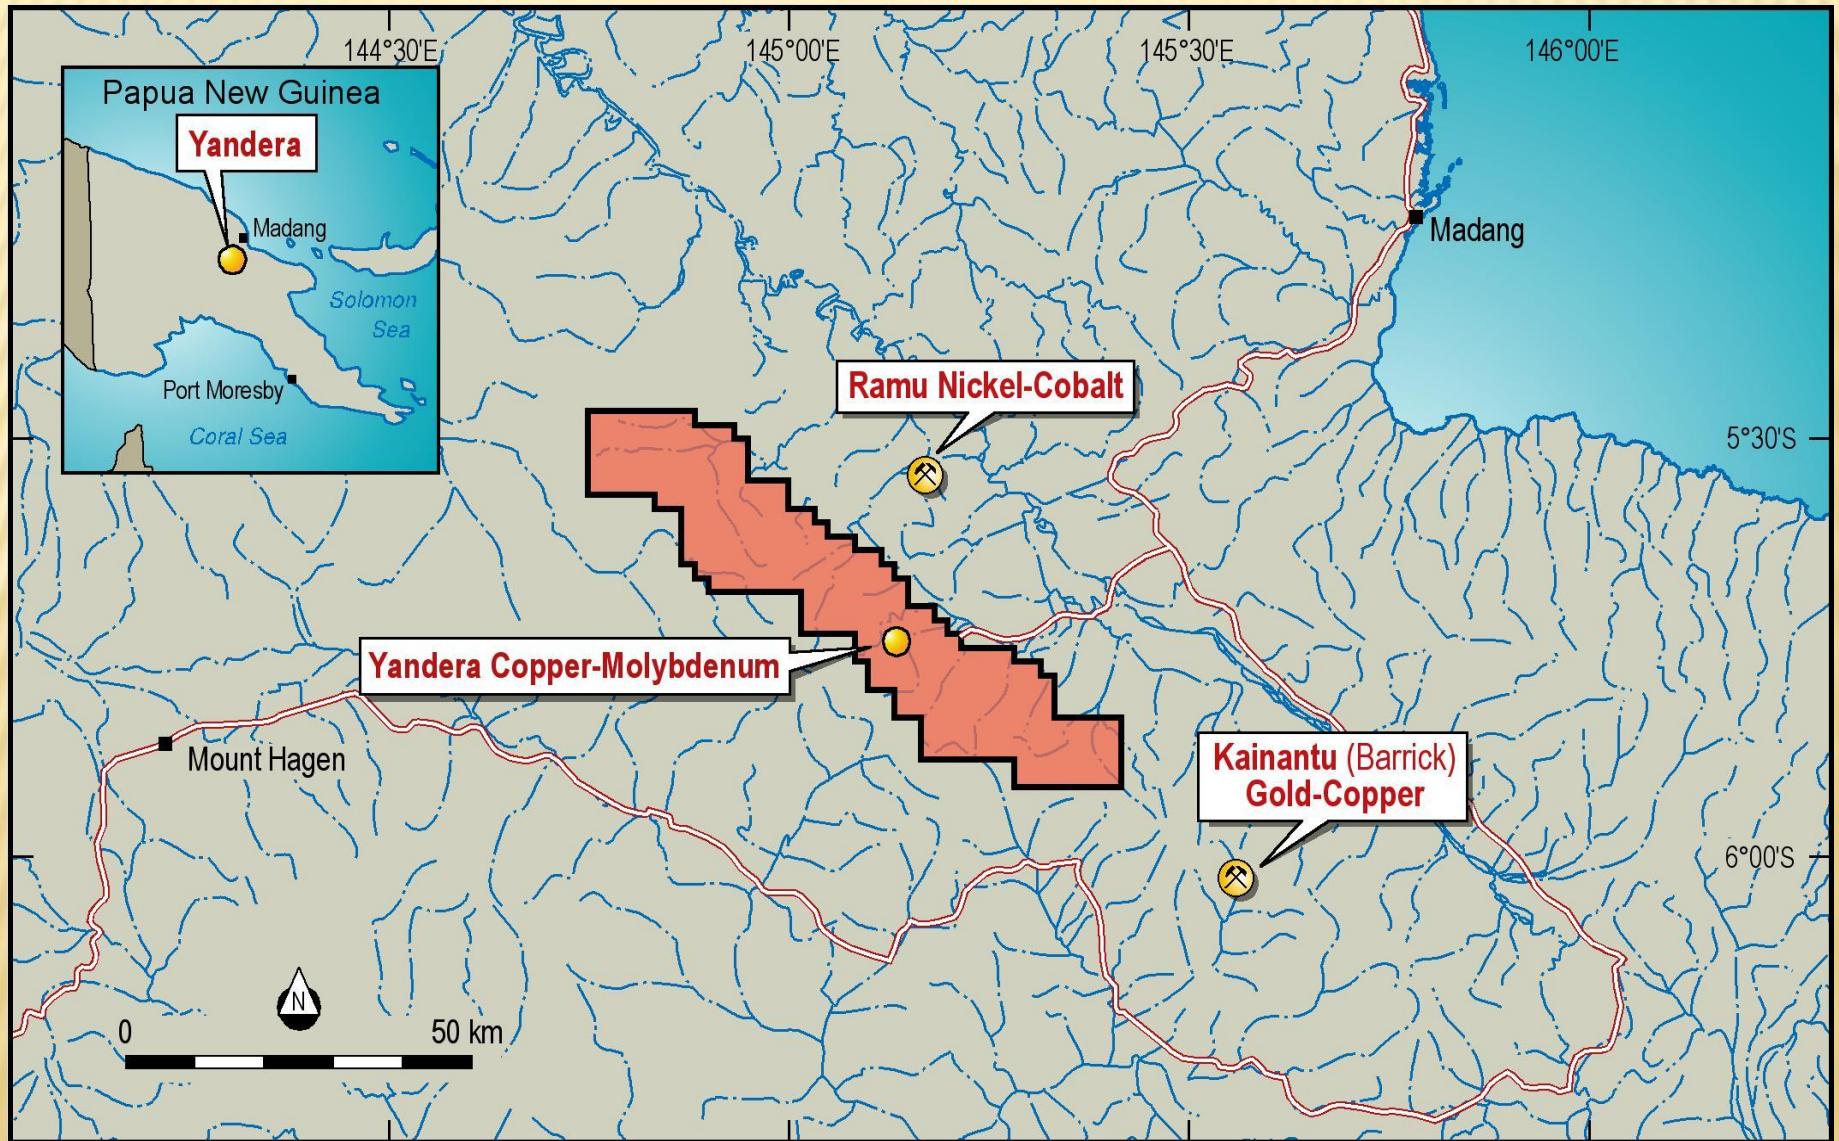 144°30'E
145°00'E
145°30'E
146°00'E
Papua New Guinea
Yandera
Madang
Solomon
Sea
Port Moresby
Coral Sea
Madang
Ramu Nickel-Cobalt
5°30'S
Yandera Copper-Molybdenum
Mount Hagen
Kainantu (Barrick)
Gold-Copper
6°00'S
N
0
50 km